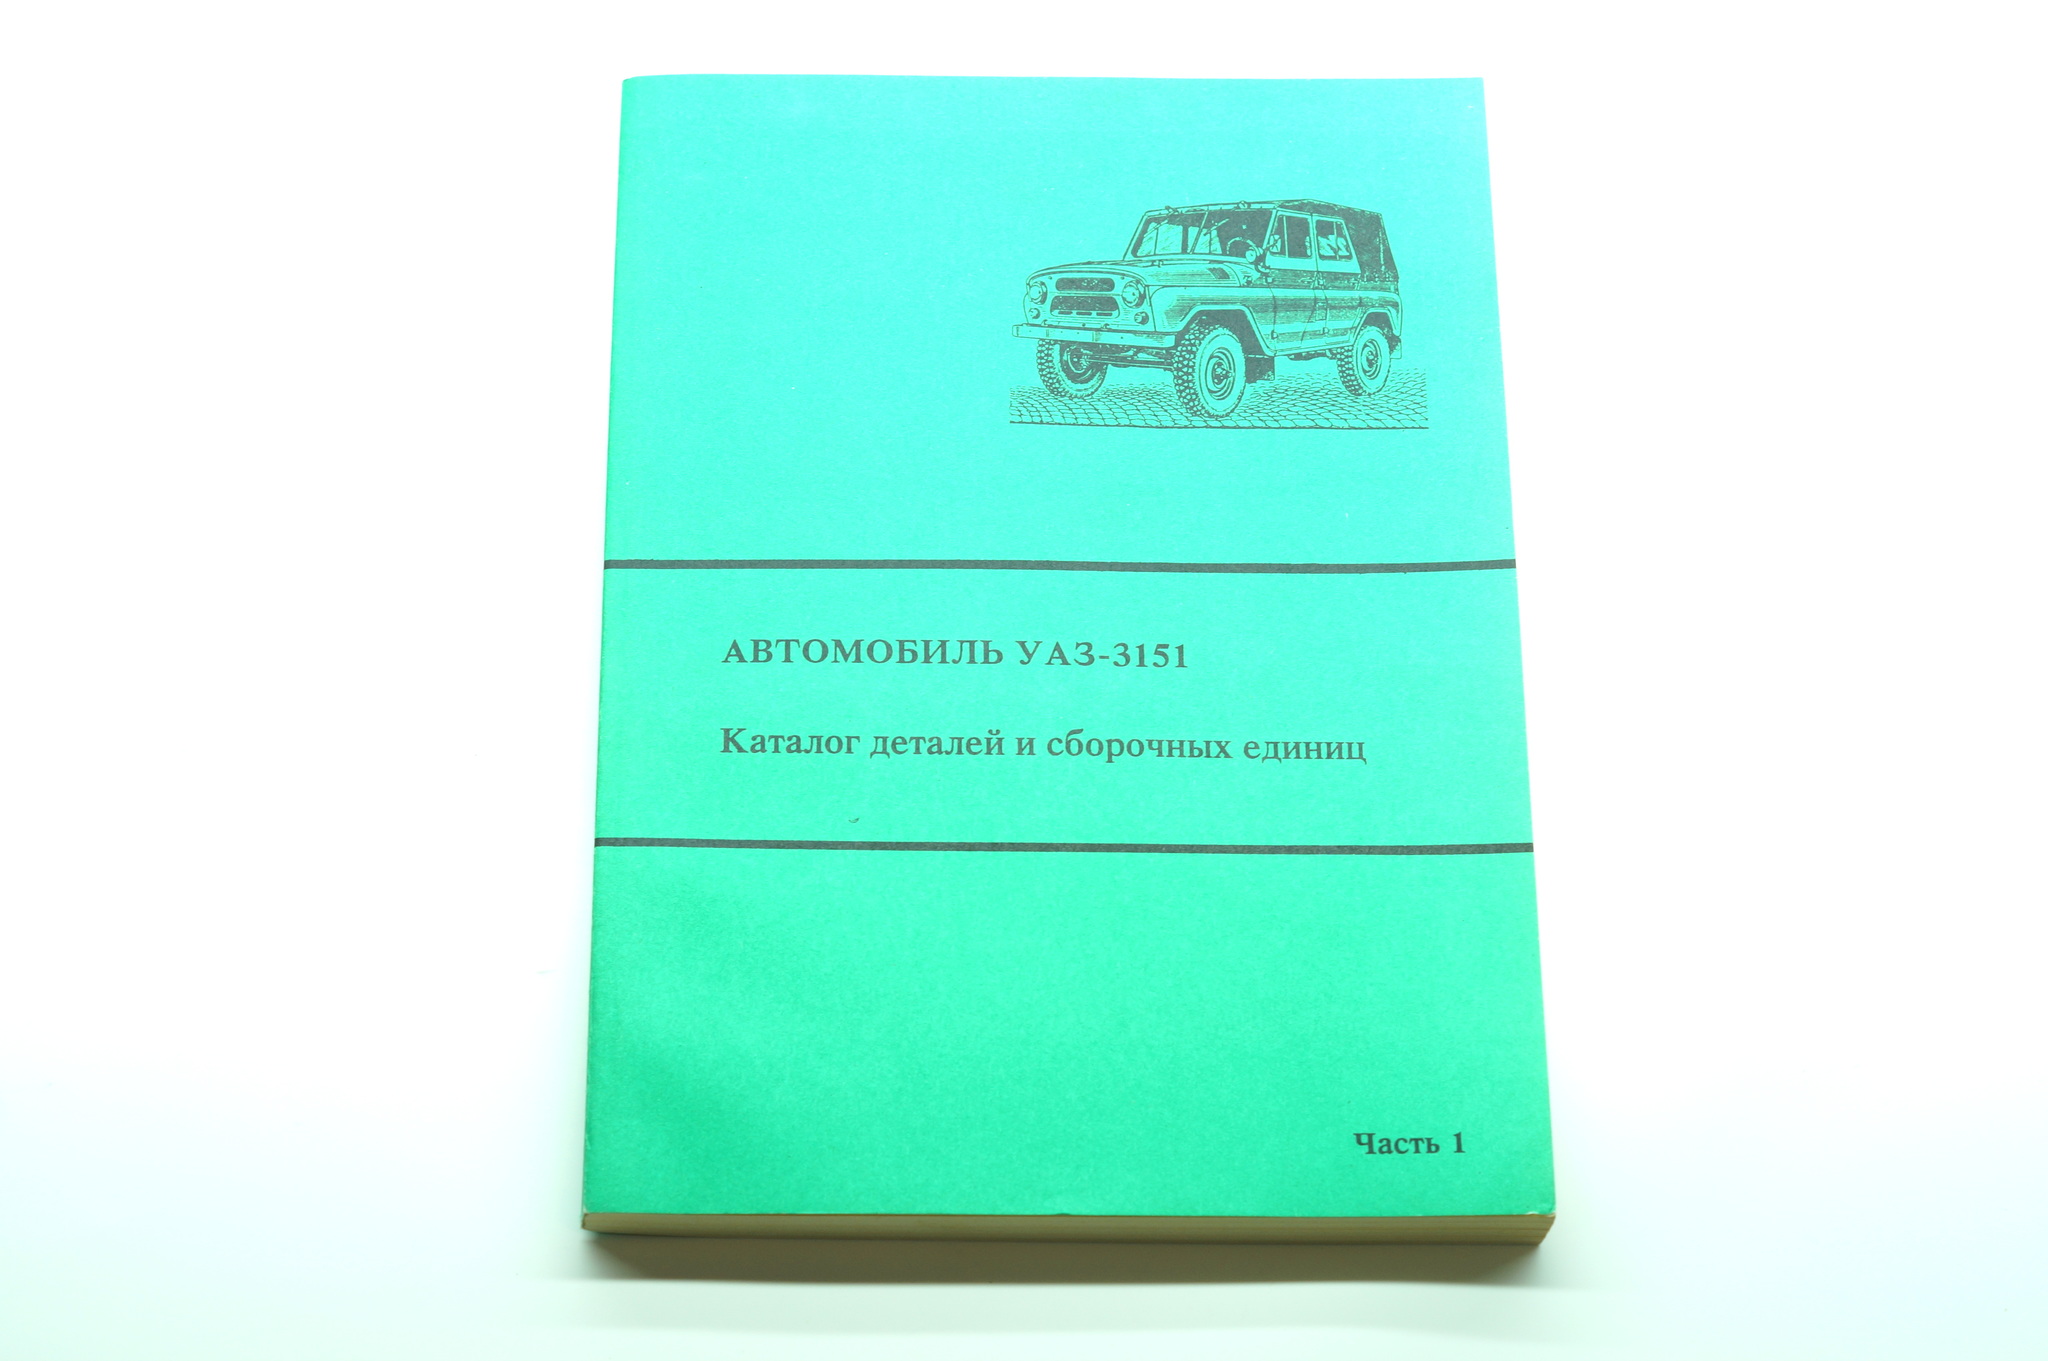 АВТОМОБИЛЬ УАЗ-3151
Каталог деталей и сборочных единиц
Часть 1